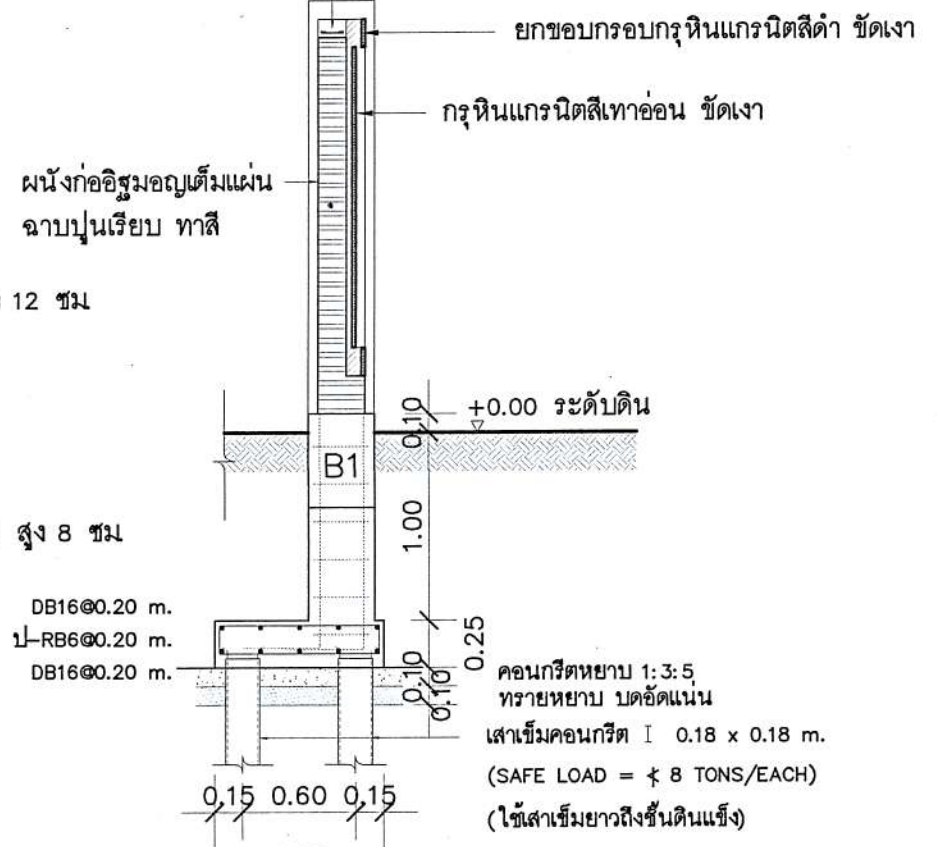 ยกขอบกรอบกรุหินแกรนิตสีดำ ขัดเงา
กรุหินแกรนิตสีเทาอ่อน ขัดเงา
ผนังก่ออิฐมอญเต็มแผ่น
ฉาบปูนเรียบ ทาสี
12 ซม.
+0.00 ระดับดิน
0.10
B1
1.00
สูง 8 ซม.
DB16@0.20 m.
ป-RB6@0.20 m.
DB16@0.20 m.
0.25
0.10
0.10
คอนกรีตหยาบ 1:3:5
ทรายหยาบ บดอัดแน่น
เสาเข็มคอนกรีต I 0.18 x 0.18 m.
(SAFE LOAD = ≮ 8 TONS/EACH)
(ใช้เสาเข็มยาวถึงชั้นดินแข็ง)
0.15 0.60 0.15